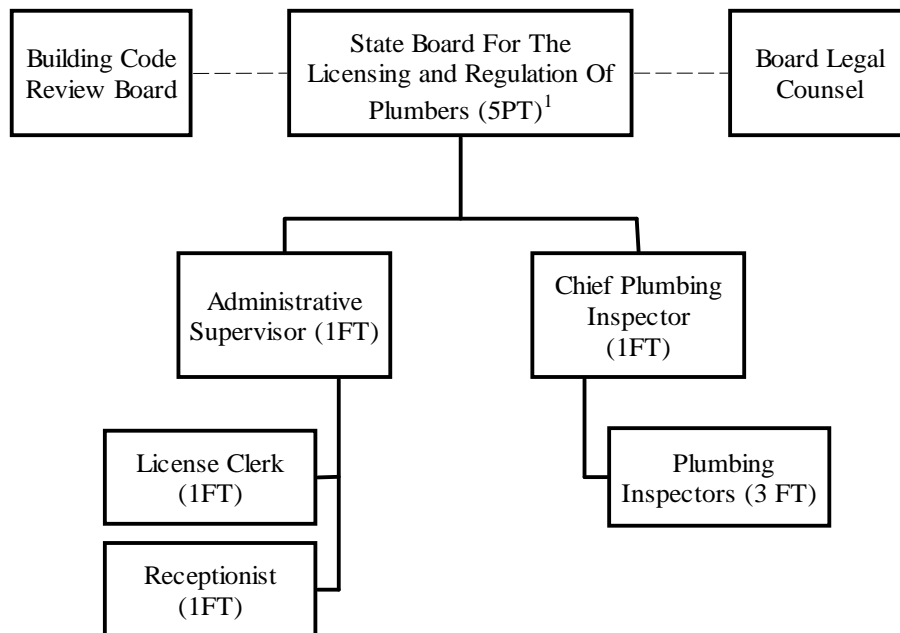 Building Code
Review Board
State Board For The
Licensing and Regulation Of
Plumbers (5PT)1
Board Legal
Counsel
Administrative
Supervisor (1FT)
Chief Plumbing
Inspector
(1FT)
License Clerk
(1FT)
Plumbing
Inspectors (3 FT)
Receptionist
(1FT)